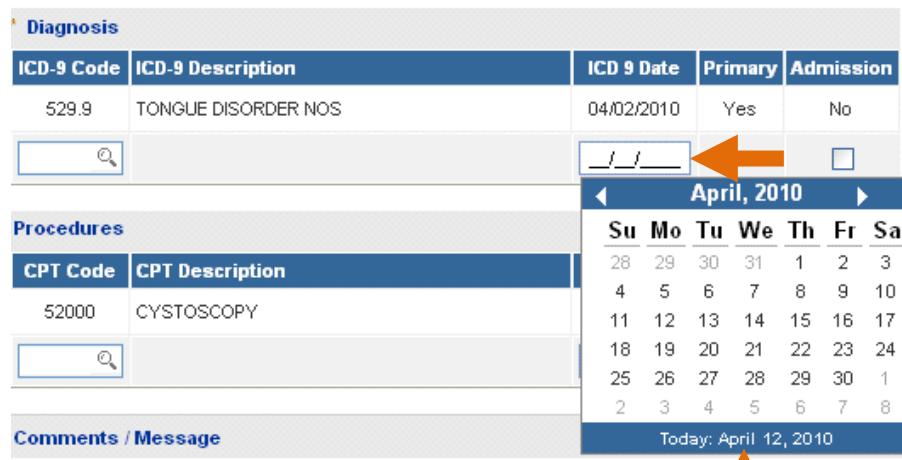 * Diagnosis
ICD-9 Code ICD-9 Description ICD 9 Date Primary Admission
529.9 TONGUE DISORDER NOS 04/02/2010 Yes No
__/__/____
April, 2010
Procedures
Su Mo Tu We Th Fr Sa
CPT Code CPT Description
28 29 30 31 1 2 3
4 5 6 7 8 9 10
52000 CYSTOSCOPY
11 12 13 14 15 16 17
18 19 20 21 22 23 24
25 26 27 28 29 30 1
2 3 4 5 6 7 8
Comments / Message
Today: April 12, 2010